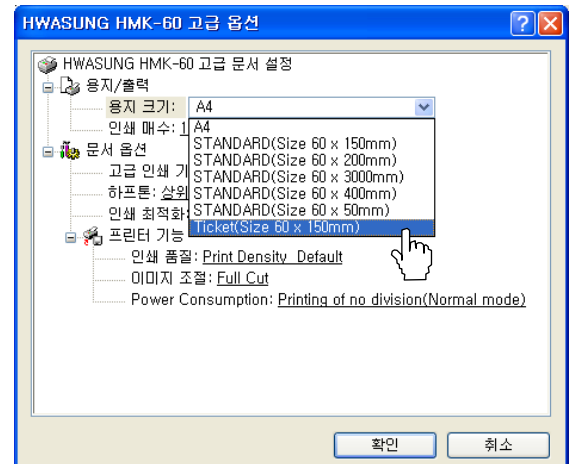 HWASUNG HMK-60 고급 옵션
HWASUNG HMK-60 고급 문서 설정
용지/출력
용지 크기: A4
인쇄 매수: 1
A4
STANDARD(Size 60 x 150mm)
STANDARD(Size 60 x 200mm)
STANDARD(Size 60 x 3000mm)
STANDARD(Size 60 x 400mm)
STANDARD(Size 60 x 50mm)
Ticket(Size 60 x 150mm)
문서 옵션
고급 인쇄 기
하프톤: 상위
인쇄 최적화:
프린터 기능
인쇄 품질: Print Density Default
이미지 조절: Full Cut
Power Consumption: Printing of no division(Normal mode)
확인
취소